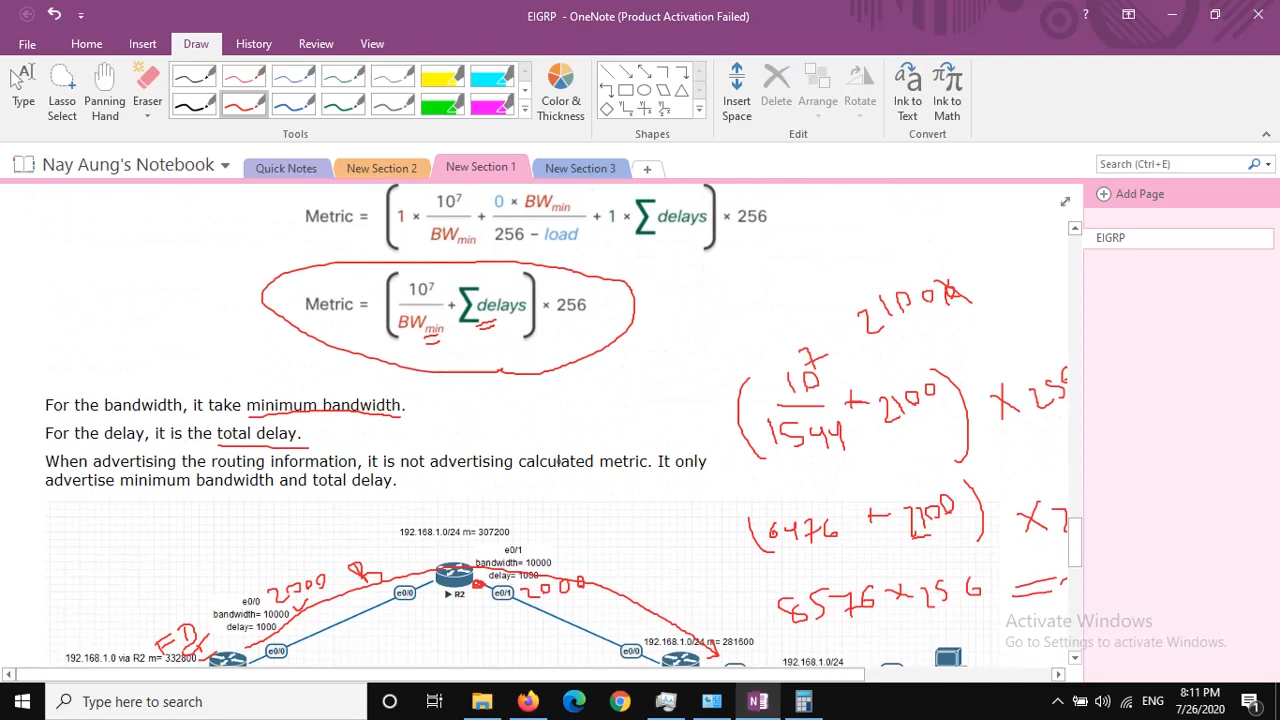 EIGRP - OneNote (Product Activation Failed)
File Home Insert Draw History Review View
Type
Lasso Select
Panning Hand
Eraser
Color & Thickness
Insert Space
Delete
Arrange
Rotate
Ink to Text
Ink to Math
Tools
Shapes
Edit
Convert
Nay Aung's Notebook
Quick Notes
New Section 2
New Section 1
New Section 3
Search (Ctrl+E)
Add Page
EIGRP
Metric = ( 1 × 10⁷ / BWmin + 0 × BWmin / 256 − load + 1 × ∑ delays ) × 256
Metric = ( 10⁷ / BWmin + ∑ delays ) × 256
( 10⁷ / 1544 + 2100 ) × 256
For the bandwidth, it take minimum bandwidth.
For the delay, it is the total delay.
When advertising the routing information, it is not advertising calculated metric. It only
advertise minimum bandwidth and total delay.
(6476 + 2100) ×
8576 × 256 =
192.168.1.0/24 m= 307200
e0/1
bandwidth= 10000
delay= 1000
R2
e0/0
e0/1
2000
2000
e0/0
bandwidth= 10000
delay= 1000
FD
e0/0
e0/0
192.168.1.0/24 m= 281600
192.168.1.0 via R2 m= 332800
192.168.1.0/24
Activate Windows
Go to Settings to activate Windows.
Type here to search
ENG
8:11 PM
7/26/2020